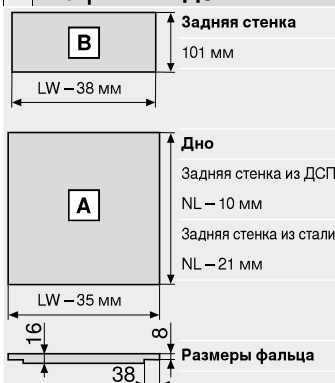 Задняя стенка
B
101 мм
LW – 38 мм
Дно
Задняя стенка из ДСП
A
NL – 10 мм
Задняя стенка из стали
NL – 21 мм
LW – 35 мм
16
8
Размеры фальца
38